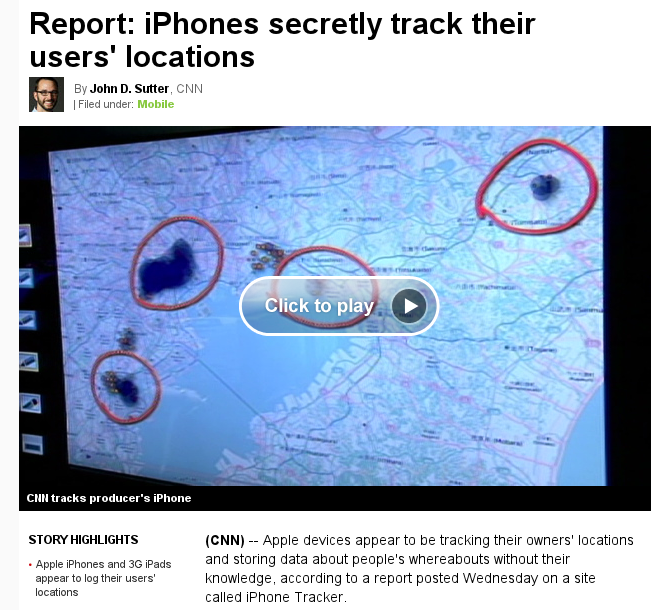 Report: iPhones secretly track their
users' locations
By John D. Sutter, CNN
| Filed under: Mobile
Click to play
CNN tracks producer's iPhone
STORY HIGHLIGHTS
• Apple iPhones and 3G iPads
appear to log their users'
locations
(CNN) -- Apple devices appear to be tracking their owners' locations
and storing data about people's whereabouts without their
knowledge, according to a report posted Wednesday on a site
called iPhone Tracker.